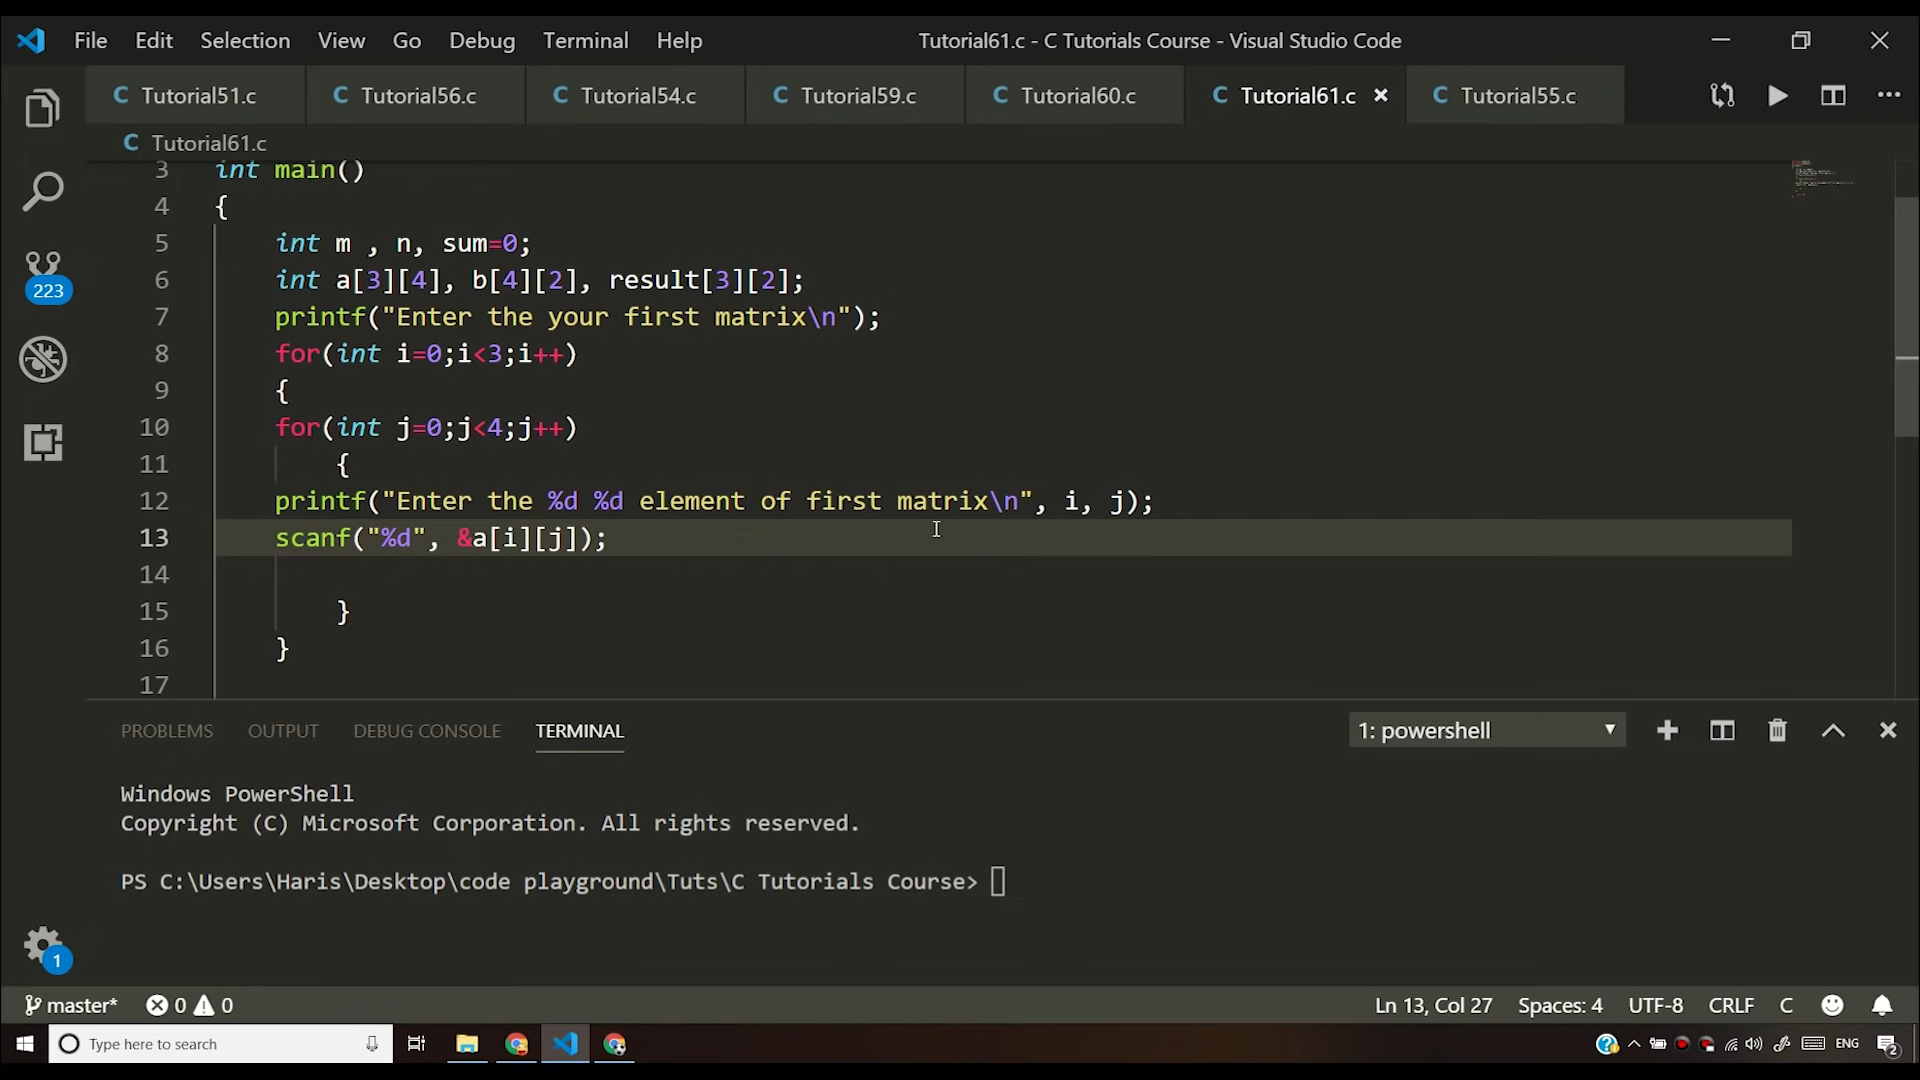 File Edit Selection View Go Debug Terminal Help Tutorial61.c - C Tutorials Course - Visual Studio Code
Tutorial51.c Tutorial56.c Tutorial54.c Tutorial59.c Tutorial60.c Tutorial61.c Tutorial55.c
C Tutorial61.c
3 int main()
4 {
5 int m , n, sum=0;
6 int a[3][4], b[4][2], result[3][2];
7 printf("Enter the your first matrix\n");
8 for(int i=0;i<3;i++)
9 {
10 for(int j=0;j<4;j++)
11 {
12 printf("Enter the %d %d element of first matrix\n", i, j);
13 scanf("%d", &a[i][j]);
14
15 }
16 }
17
223
PROBLEMS OUTPUT DEBUG CONSOLE TERMINAL 1: powershell
Windows PowerShell
Copyright (C) Microsoft Corporation. All rights reserved.
PS C:\Users\Haris\Desktop\code playground\Tuts\C Tutorials Course>
1
master* 0 0 Ln 13, Col 27 Spaces: 4 UTF-8 CRLF C
Type here to search ENG 2